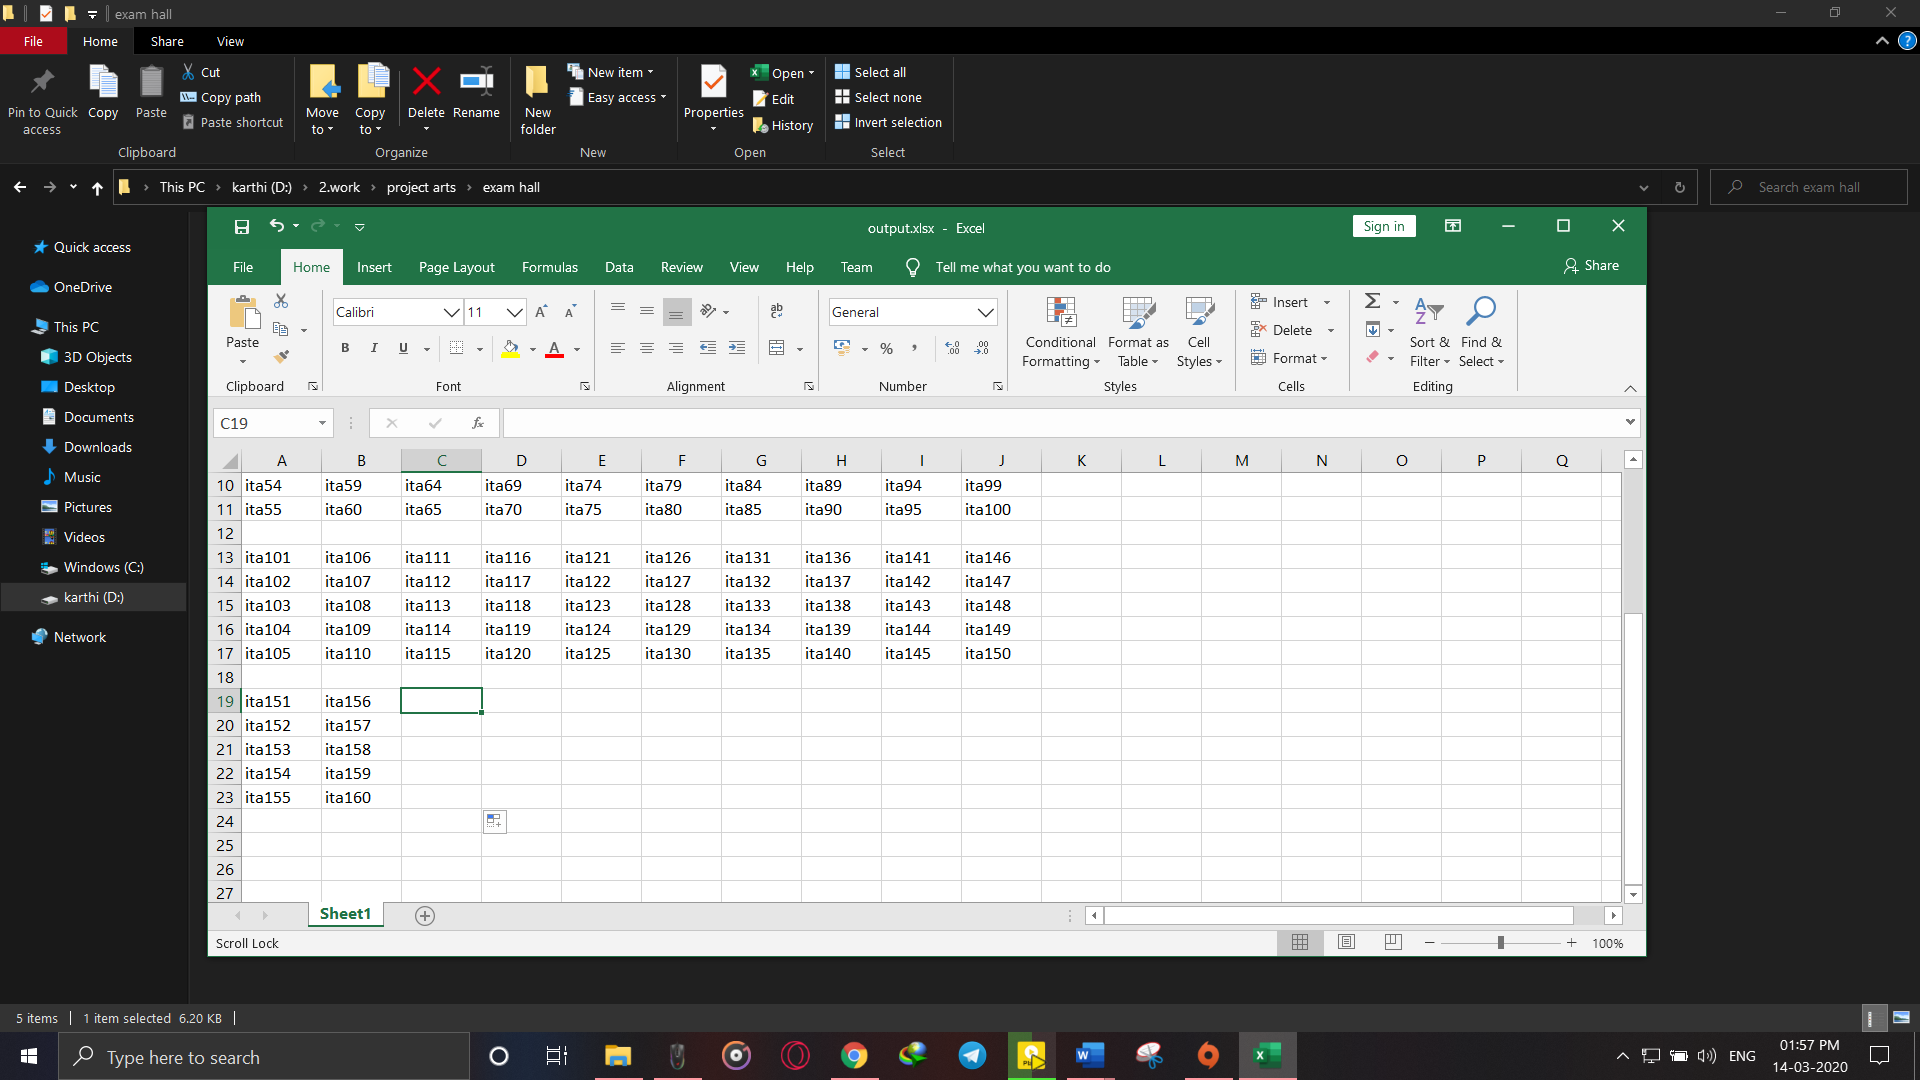 exam hall
File Home Share View
Pin to Quick access
Copy
Paste
Cut
Copy path
Paste shortcut
Clipboard
Move to
Copy to
Delete
Rename
Organize
New folder
New item
Easy access
New
Properties
Open
Edit
History
Open
Select all
Select none
Invert selection
Select
This PC karthi (D:) 2.work project arts exam hall
Search exam hall
Quick access
OneDrive
This PC
3D Objects
Desktop
Documents
Downloads
Music
Pictures
Videos
Windows (C:)
karthi (D:)
Network
output.xlsx - Excel
Sign in
File Home Insert Page Layout Formulas Data Review View Help Team Tell me what you want to do Share
Paste
Clipboard
Calibri 11
B I U
Font
Alignment
General
Number
Conditional Formatting
Format as Table
Cell Styles
Styles
Insert
Delete
Format
Cells
Sort & Filter
Find & Select
Editing
C19
A B C D E F G H I J K L M N O P Q
10 ita54 ita59 ita64 ita69 ita74 ita79 ita84 ita89 ita94 ita99
11 ita55 ita60 ita65 ita70 ita75 ita80 ita85 ita90 ita95 ita100
12
13 ita101 ita106 ita111 ita116 ita121 ita126 ita131 ita136 ita141 ita146
14 ita102 ita107 ita112 ita117 ita122 ita127 ita132 ita137 ita142 ita147
15 ita103 ita108 ita113 ita118 ita123 ita128 ita133 ita138 ita143 ita148
16 ita104 ita109 ita114 ita119 ita124 ita129 ita134 ita139 ita144 ita149
17 ita105 ita110 ita115 ita120 ita125 ita130 ita135 ita140 ita145 ita150
18
19 ita151 ita156
20 ita152 ita157
21 ita153 ita158
22 ita154 ita159
23 ita155 ita160
24
25
26
27
Sheet1
Scroll Lock
100%
5 items 1 item selected 6.20 KB
Type here to search
ENG
01:57 PM
14-03-2020